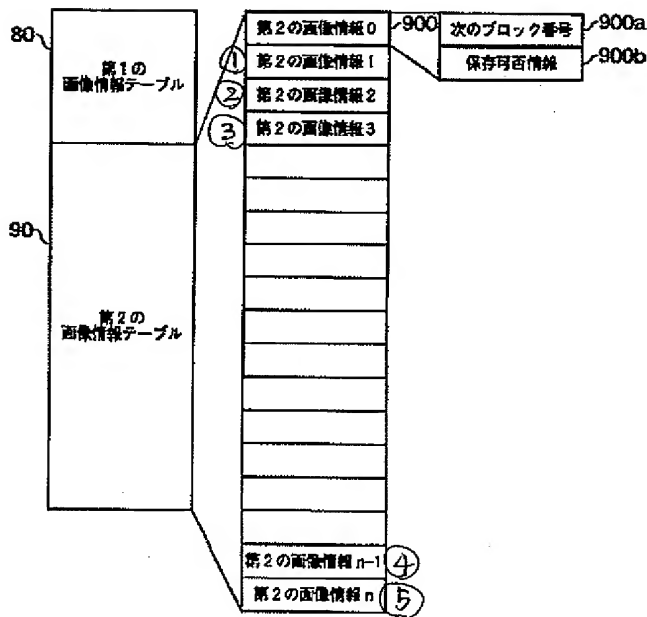 80
第1の
画像情報テーブル
90
第2の
画像情報テーブル
第2の画像情報0
900
① 第2の画像情報1
② 第2の画像情報2
③ 第2の画像情報3
第2の画像情報n-1 ④
第2の画像情報n ⑤
次のブロック番号
900a
保存可否情報
900b